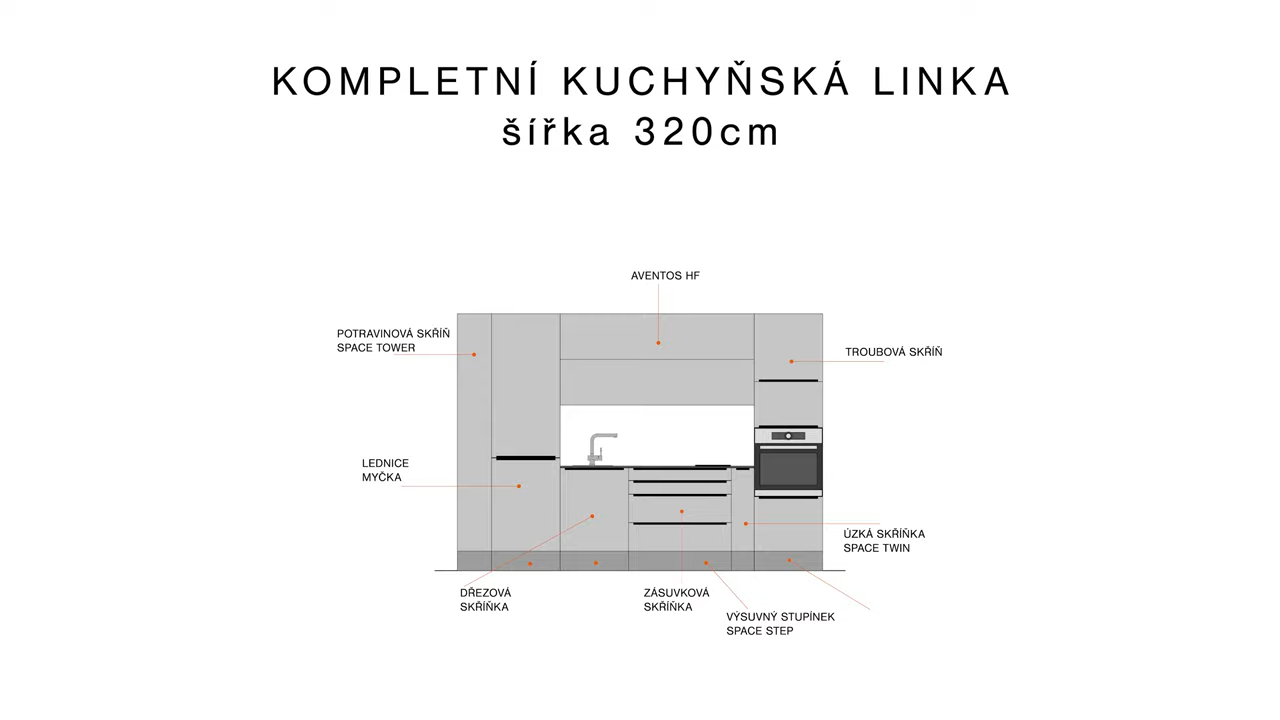 KOMPLETNÍ KUCHYŇSKÁ LINKA
šířka 320cm
AVENTOS HF
POTRAVINOVÁ SKŘÍŇ
SPACE TOWER
TROUBOVÁ SKŘÍŇ
LEDNICE
MYČKA
ÚZKÁ SKŘÍŇKA
SPACE TWIN
DŘEZOVÁ
SKŘÍŇKA
ZÁSUVKOVÁ
SKŘÍŇKA
VÝSUVNÝ STUPÍNEK
SPACE STEP